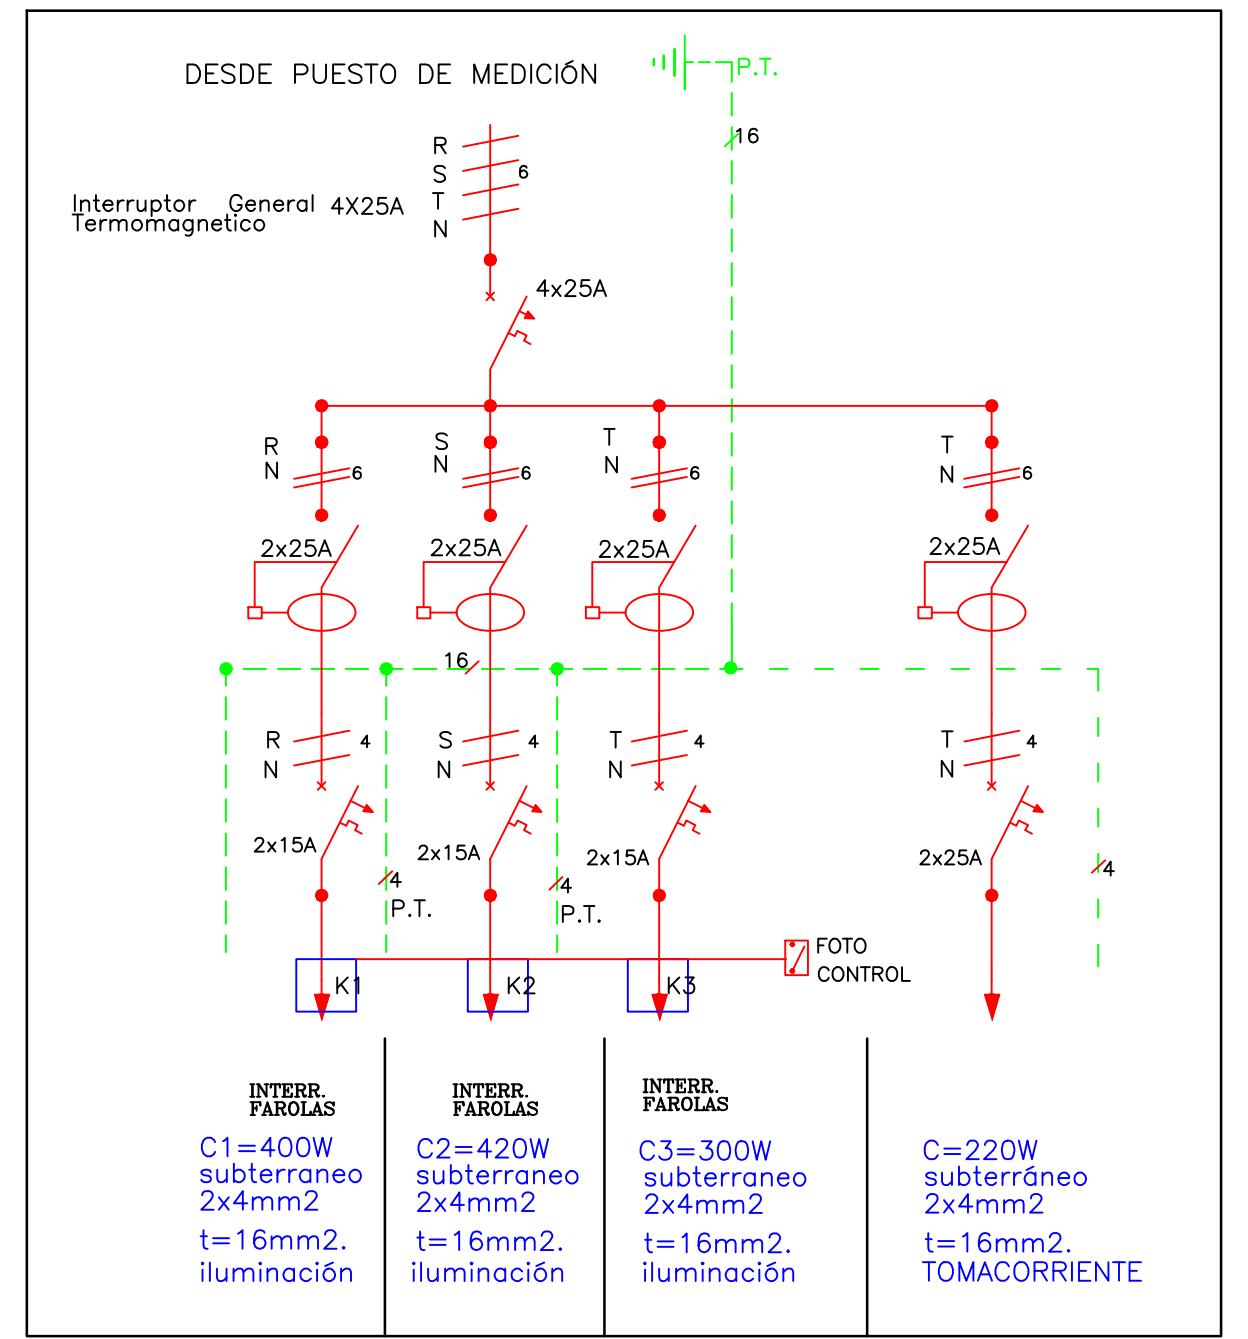 DESDE PUESTO DE MEDICIÓN
P.T.
16
R
S
T
N
6
Interruptor General 4X25A
Termomagnetico
4x25A
R
N
6
S
N
6
T
N
6
T
N
6
2x25A
2x25A
2x25A
2x25A
16
R
N
4
S
N
4
T
N
4
T
N
4
2x15A
2x15A
2x15A
2x25A
4
P.T.
4
P.T.
4
FOTO
CONTROL
K1
K2
K3
INTERR.
FAROLAS
C1=400W
subterraneo
2x4mm2
t=16mm2.
iluminación
INTERR.
FAROLAS
C2=420W
subterraneo
2x4mm2
t=16mm2.
iluminación
INTERR.
FAROLAS
C3=300W
subterraneo
2x4mm2
t=16mm2.
iluminación
C=220W
subterráneo
2x4mm2
t=16mm2.
TOMACORRIENTE